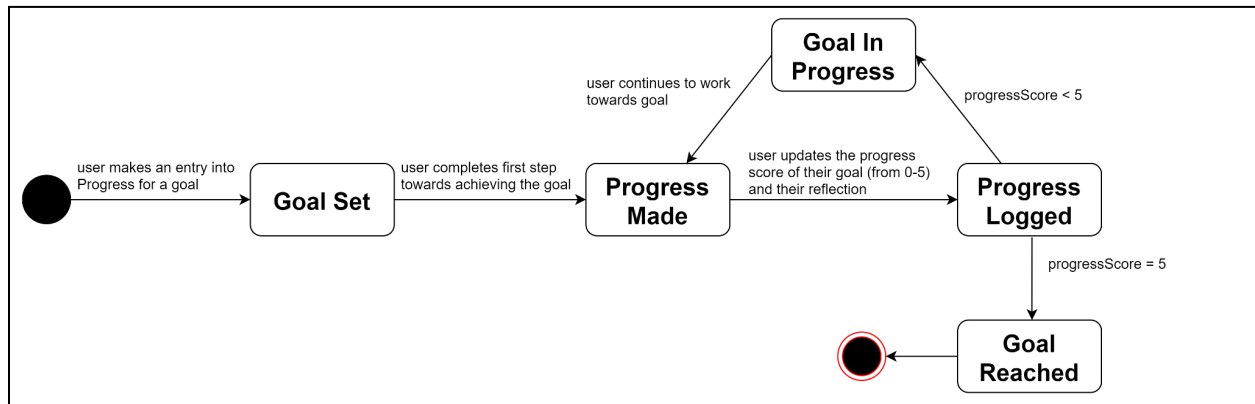 Goal In
Progress
user continues to work
towards goal
progressScore < 5
user makes an entry into
Progress for a goal
Goal Set
user completes first step
towards achieving the goal
Progress
Made
user updates the progress
score of their goal (from 0-5)
and their reflection
Progress
Logged
progressScore = 5
Goal
Reached